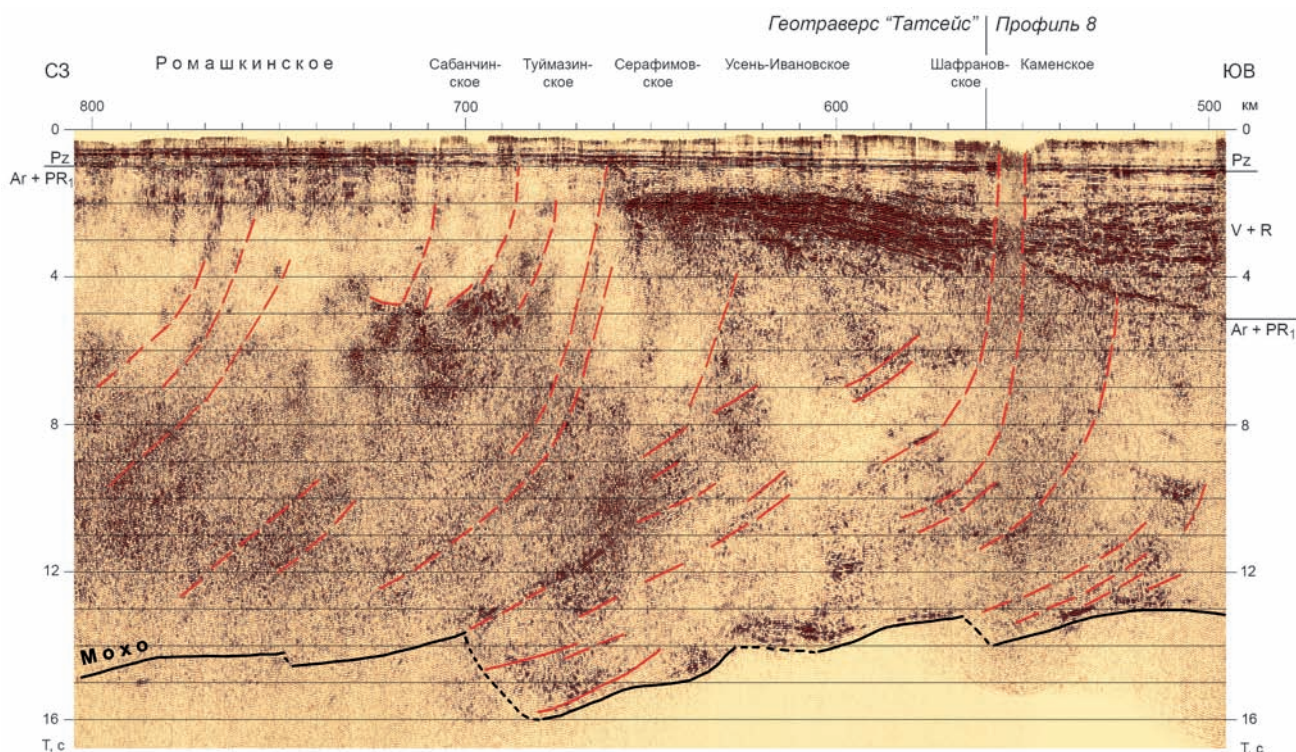 Геотраверс “Татсейс” Профиль 8
СЗ Ромашкинское Сабанчин- Туймазин- Серафимов- Усень-Ивановское Шафранов- Каменское ЮВ
ское ское ское ское
800 700 600 500 км
0 0
Pz Pz
Ar + PR1
V + R
4 4
Ar + PR1
8 8
12 12
Мохо
16 16
Т, с Т, с